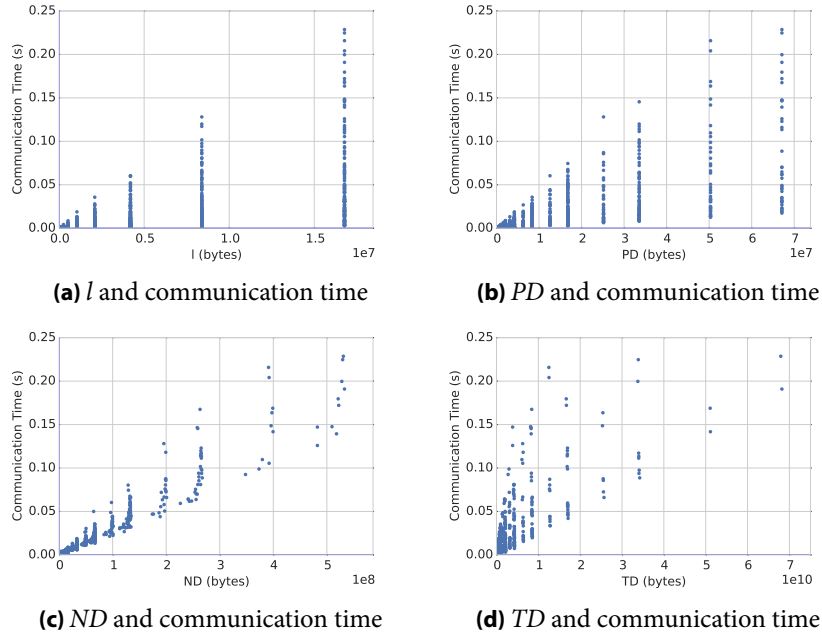 0.25
0.20
0.15
0.10
0.05
0.00
Communication Time (s)
0.0 0.5 1.0 1.5
1e7
l (bytes)
(a) l and communication time
0.25
0.20
0.15
0.10
0.05
0.00
Communication Time (s)
0 1 2 3 4 5 6 7
1e7
PD (bytes)
(b) PD and communication time
0.25
0.20
0.15
0.10
0.05
0.00
Communication Time (s)
0 1 2 3 4 5
1e8
ND (bytes)
(c) ND and communication time
0.25
0.20
0.15
0.10
0.05
0.00
Communication Time (s)
0 1 2 3 4 5 6 7
1e10
TD (bytes)
(d) TD and communication time